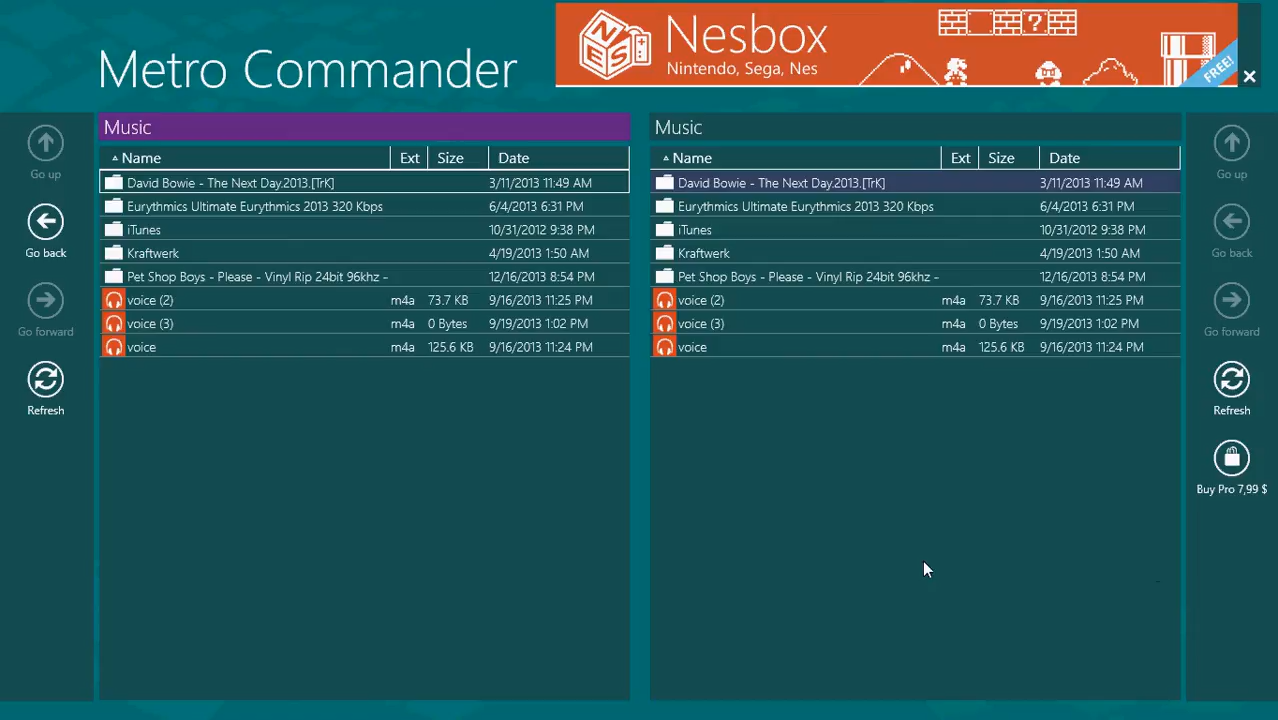 Metro Commander
NES
Nesbox
Nintendo, Sega, Nes
?
FREE!
Go up
Go back
Go forward
Refresh
Music
Name Ext Size Date
David Bowie - The Next Day.2013.[TrK] 3/11/2013 11:49 AM
Eurythmics Ultimate Eurythmics 2013 320 Kbps 6/4/2013 6:31 PM
iTunes 10/31/2012 9:38 PM
Kraftwerk 4/19/2013 1:50 AM
Pet Shop Boys - Please - Vinyl Rip 24bit 96khz - 12/16/2013 8:54 PM
voice (2) m4a 73.7 KB 9/16/2013 11:25 PM
voice (3) m4a 0 Bytes 9/19/2013 1:02 PM
voice m4a 125.6 KB 9/16/2013 11:24 PM
Music
Name Ext Size Date
David Bowie - The Next Day.2013.[TrK] 3/11/2013 11:49 AM
Eurythmics Ultimate Eurythmics 2013 320 Kbps 6/4/2013 6:31 PM
iTunes 10/31/2012 9:38 PM
Kraftwerk 4/19/2013 1:50 AM
Pet Shop Boys - Please - Vinyl Rip 24bit 96khz - 12/16/2013 8:54 PM
voice (2) m4a 73.7 KB 9/16/2013 11:25 PM
voice (3) m4a 0 Bytes 9/19/2013 1:02 PM
voice m4a 125.6 KB 9/16/2013 11:24 PM
Go up
Go back
Go forward
Refresh
Buy Pro 7,99 $